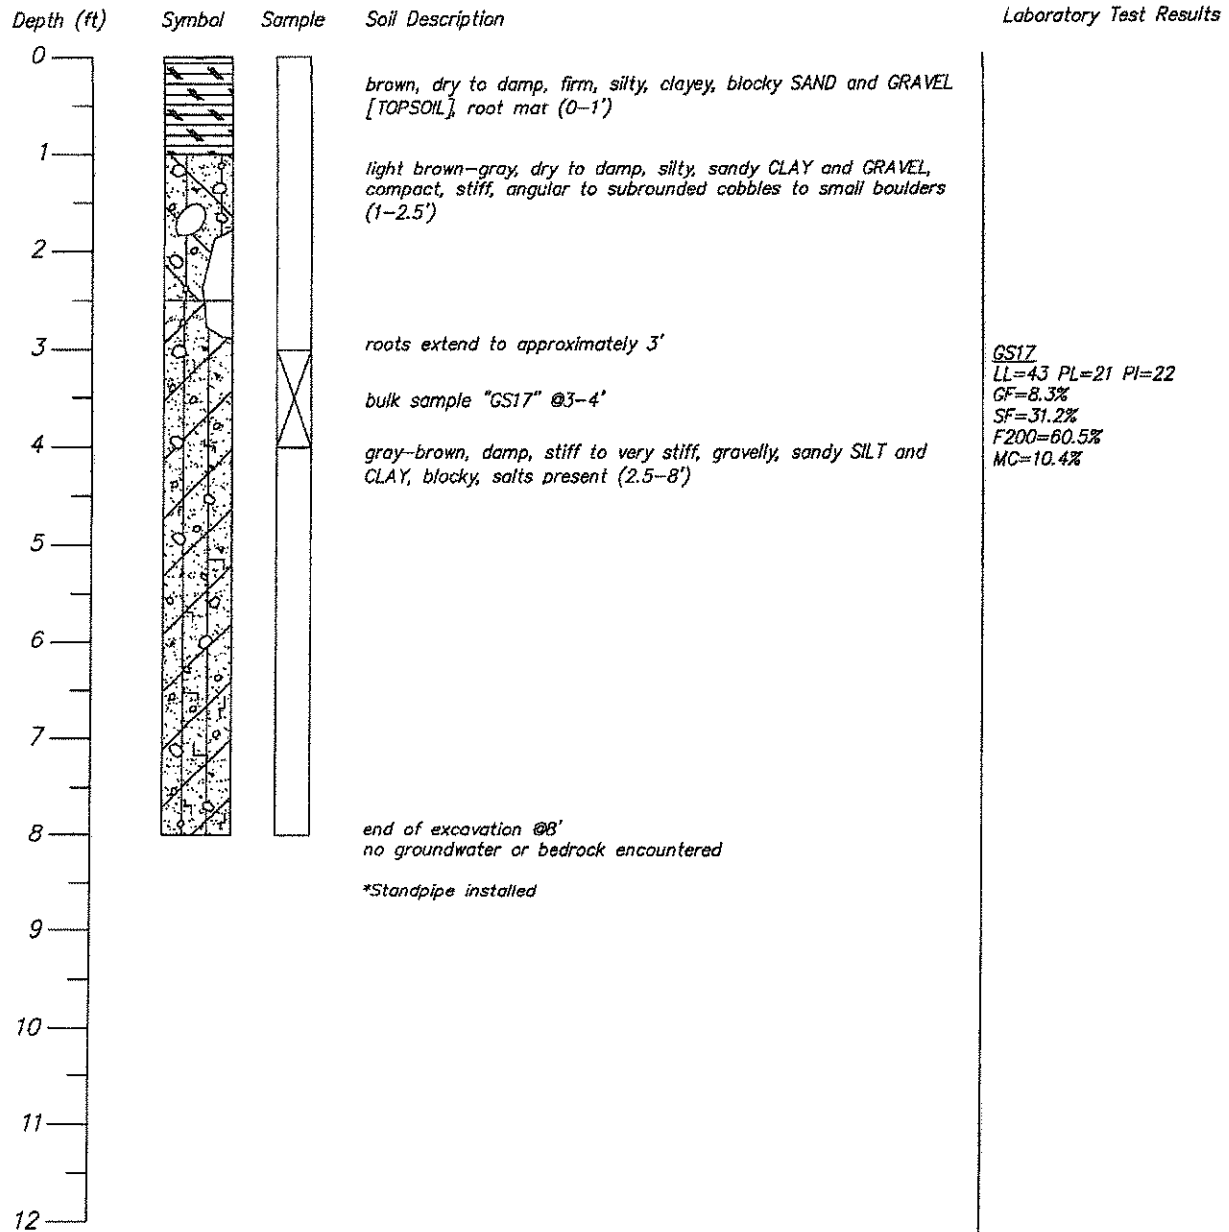 Depth (ft) Symbol Sample Soil Description Laboratory Test Results
0
brown, dry to damp, firm, silty, clayey, blocky SAND and GRAVEL
[TOPSOIL], root mat (0-1')
1
light brown-gray, dry to damp, silty, sandy CLAY and GRAVEL,
compact, stiff, angular to subrounded cobbles to small boulders
(1-2.5')
2
3
roots extend to approximately 3'
bulk sample "GS17" @3-4'
4
gray-brown, damp, stiff to very stiff, gravelly, sandy SILT and
CLAY, blocky, salts present (2.5-8')
GS17
LL=43 PL=21 PI=22
GF=8.3%
SF=31.2%
F200=60.5%
MC=10.4%
5
6
7
8
end of excavation @8'
no groundwater or bedrock encountered
*Standpipe installed
9
10
11
12